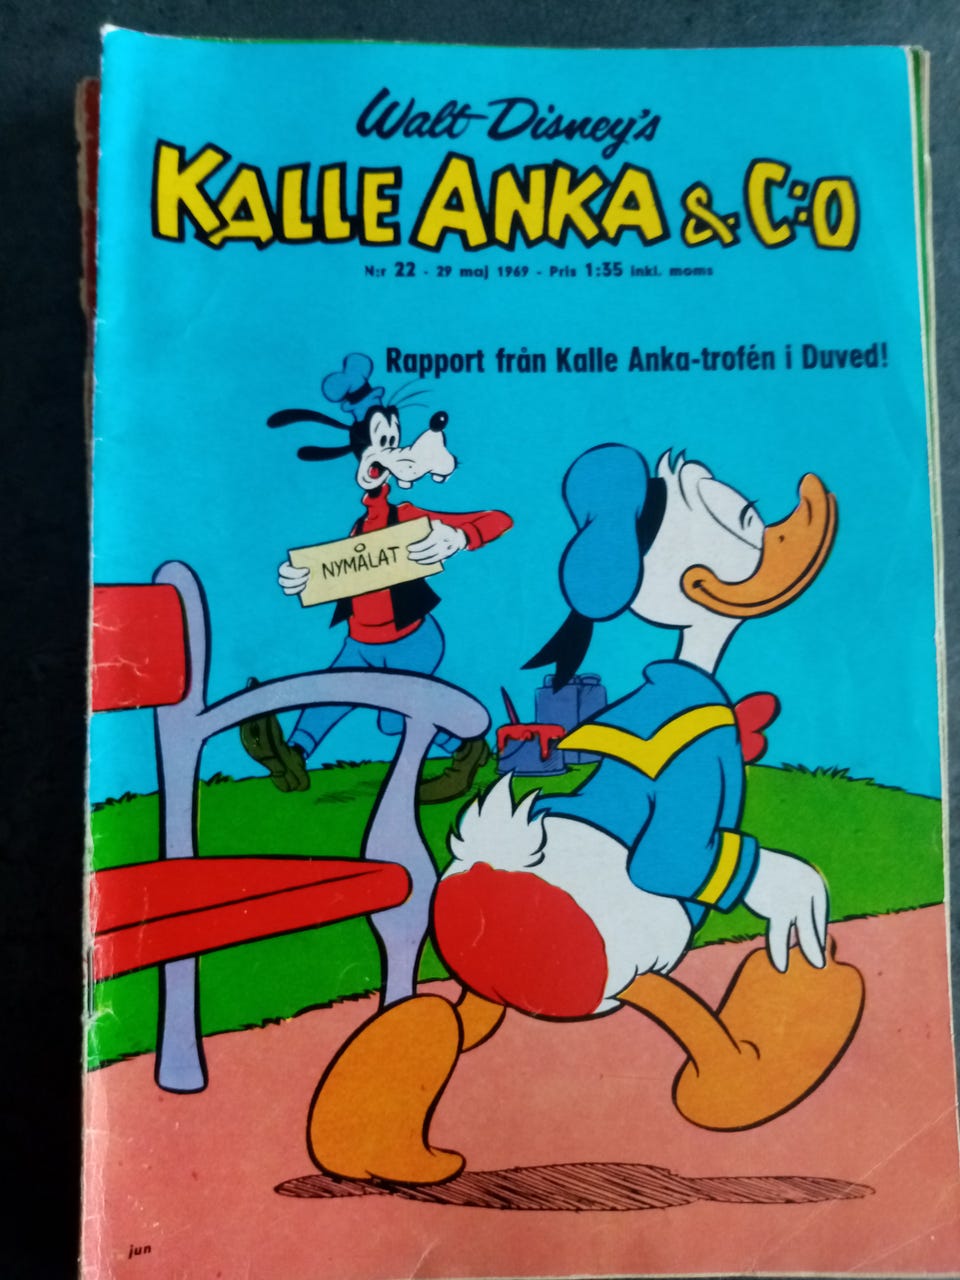 Walt Disney's
KALLE ANKA & C:O
N:r 22 - 29 maj 1969 - Pris 1:35 inkl. moms
Rapport från Kalle Anka-trofén i Duved!
NYMÅLAT
jun